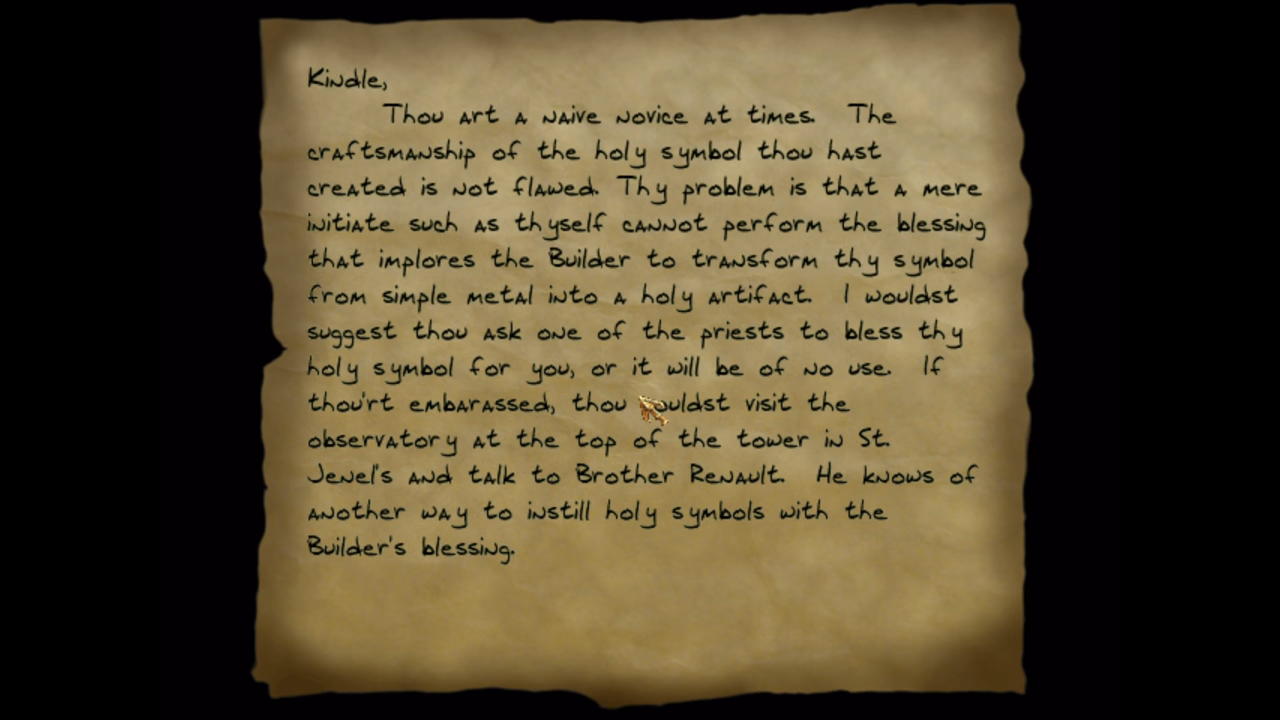 Kindle,
Thou art a naive novice at times. The
craftsmanship of the holy symbol thou hast
created is not flawed. Thy problem is that a mere
initiate such as thyself cannot perform the blessing
that implores the Builder to transform thy symbol
from simple metal into a holy artifact. I wouldst
suggest thou ask one of the priests to bless thy
holy symbol for you, or it will be of no use. If
thou'rt embarassed, thou visit the
observatory at the top of the tower in St.
Jenel's and talk to Brother Renault. He knows of
another way to instill holy symbols with the
Builder's blessing.